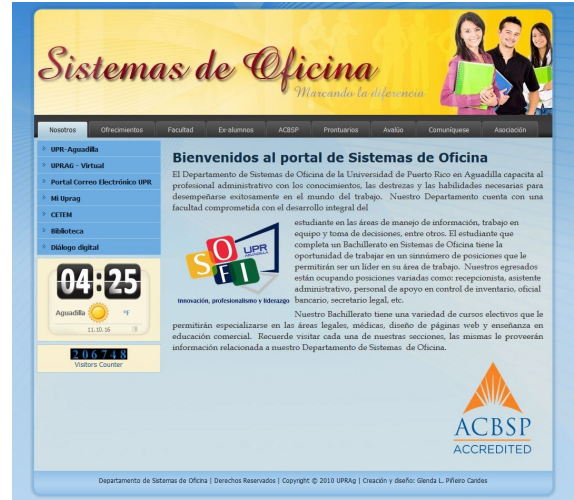 Sistemas de Oficina
Marcando la diferencia
Nosotros Ofrecimientos Facultad Ex-alumnos ACBSP Prontuarios Avalúo Comuníquese Asociación
UPR-Aguadilla
UPRAG - Virtual
Portal Correo Electrónico UPR
Mi Uprag
CETEM
Biblioteca
Diálogo digital
04:25
Aguadilla °F
11.10.16
206748
Visitors Counter
Bienvenidos al portal de Sistemas de Oficina
El Departamento de Sistemas de Oficina de la Universidad de Puerto Rico en Aguadilla capacita al
profesional administrativo con los conocimientos, las destrezas y las habilidades necesarias para
desempeñarse exitosamente en el mundo del trabajo. Nuestro Departamento cuenta con una
facultad comprometida con el desarrollo integral del
estudiante en las áreas de manejo de información, trabajo en
equipo y toma de decisiones, entre otros. El estudiante que
completa un Bachillerato en Sistemas de Oficina tiene la
oportunidad de trabajar en un sinnúmero de posiciones que le
permitirán ser un líder en su área de trabajo. Nuestros egresados
están ocupando posiciones variadas como: recepcionista, asistente
administrativo, personal de apoyo en control de inventario, oficial
bancario, secretario legal, etc.
SOFI
UPR
AGUADILLA
Innovación, profesionalismo y liderazgo
Nuestro Bachillerato tiene una variedad de cursos electivos que le
permitirán especializarse en las áreas legales, médicas, diseño de páginas web y enseñanza en
educación comercial. Recuerde visitar cada una de nuestras secciones, las mismas le proveerán
información relacionada a nuestro Departamento de Sistemas de Oficina.
ACBSP
ACCREDITED
Departamento de Sistemas de Oficina | Derechos Reservados | Copyright © 2010 UPRAg | Creación y diseño: Glenda L. Piñeiro Candes